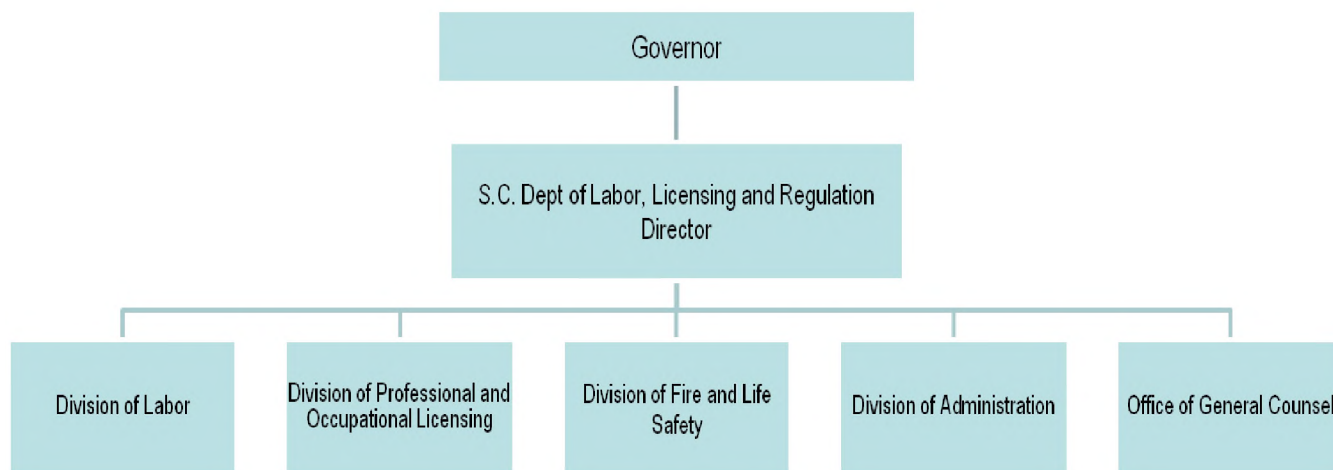 Governor
S.C. Dept of Labor, Licensing and Regulation
Director
Division of Labor
Division of Professional and
Occupational Licensing
Division of Fire and Life
Safety
Division of Administration
Office of General Counsel